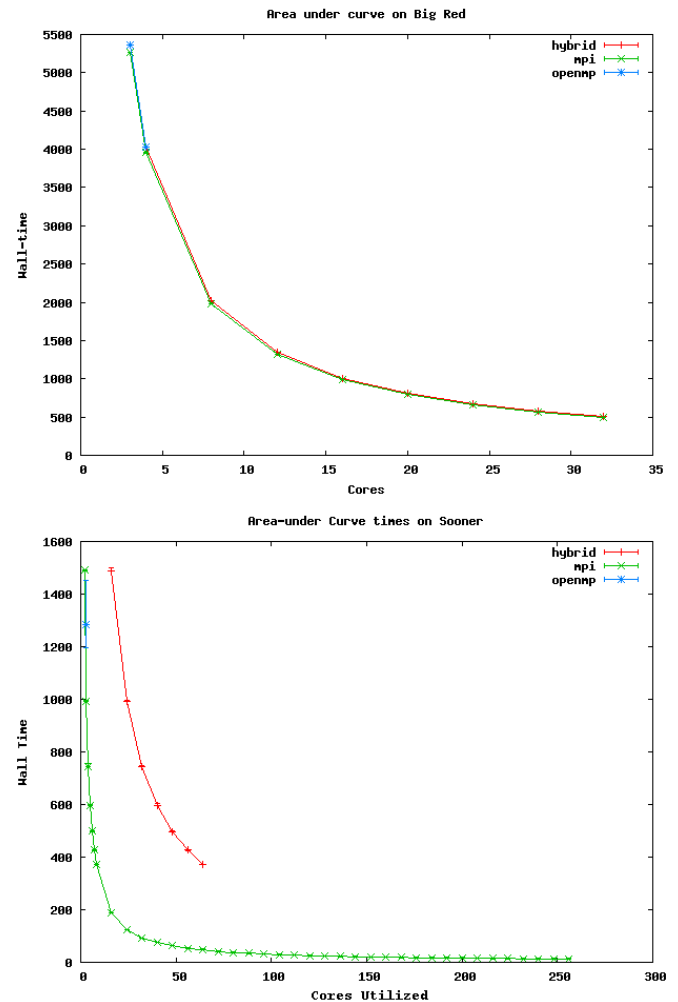 Area under curve on Big Red
5500
5000
4500
4000
3500
3000
2500
2000
1500
1000
500
0
hybrid
mpi
openmp
Wall-time
0 5 10 15 20 25 30 35
Cores
Area-under Curve times on Sooner
1600
1400
1200
1000
800
600
400
200
0
hybrid
mpi
openmp
Wall Time
0 50 100 150 200 250 300
Cores Utilized